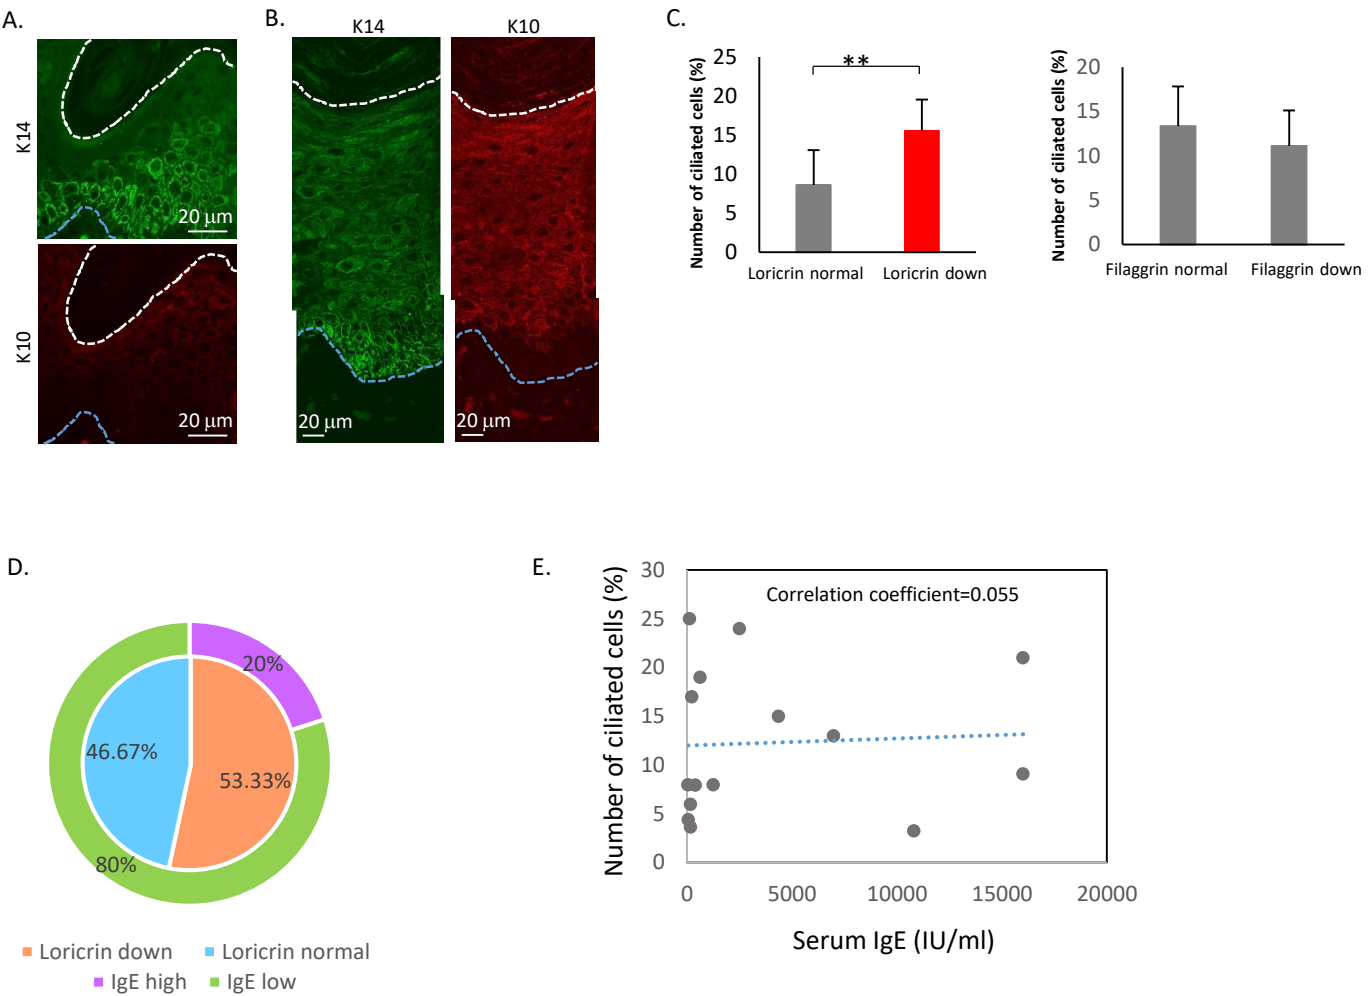 A.
K14
20 μm
K10
20 μm
B.
K14
K10
20 μm
20 μm
C.
Number of ciliated cells (%)
25
20
15
10
5
0
**
Loricrin normal
Loricrin down
Number of ciliated cells (%)
20
15
10
5
0
Filaggrin normal
Filaggrin down
D.
20%
46.67%
53.33%
80%
Loricrin down
Loricrin normal
IgE high
IgE low
E.
Number of ciliated cells (%)
30
25
20
15
10
5
0
Correlation coefficient=0.055
0
5000
10000
15000
20000
Serum IgE (IU/ml)